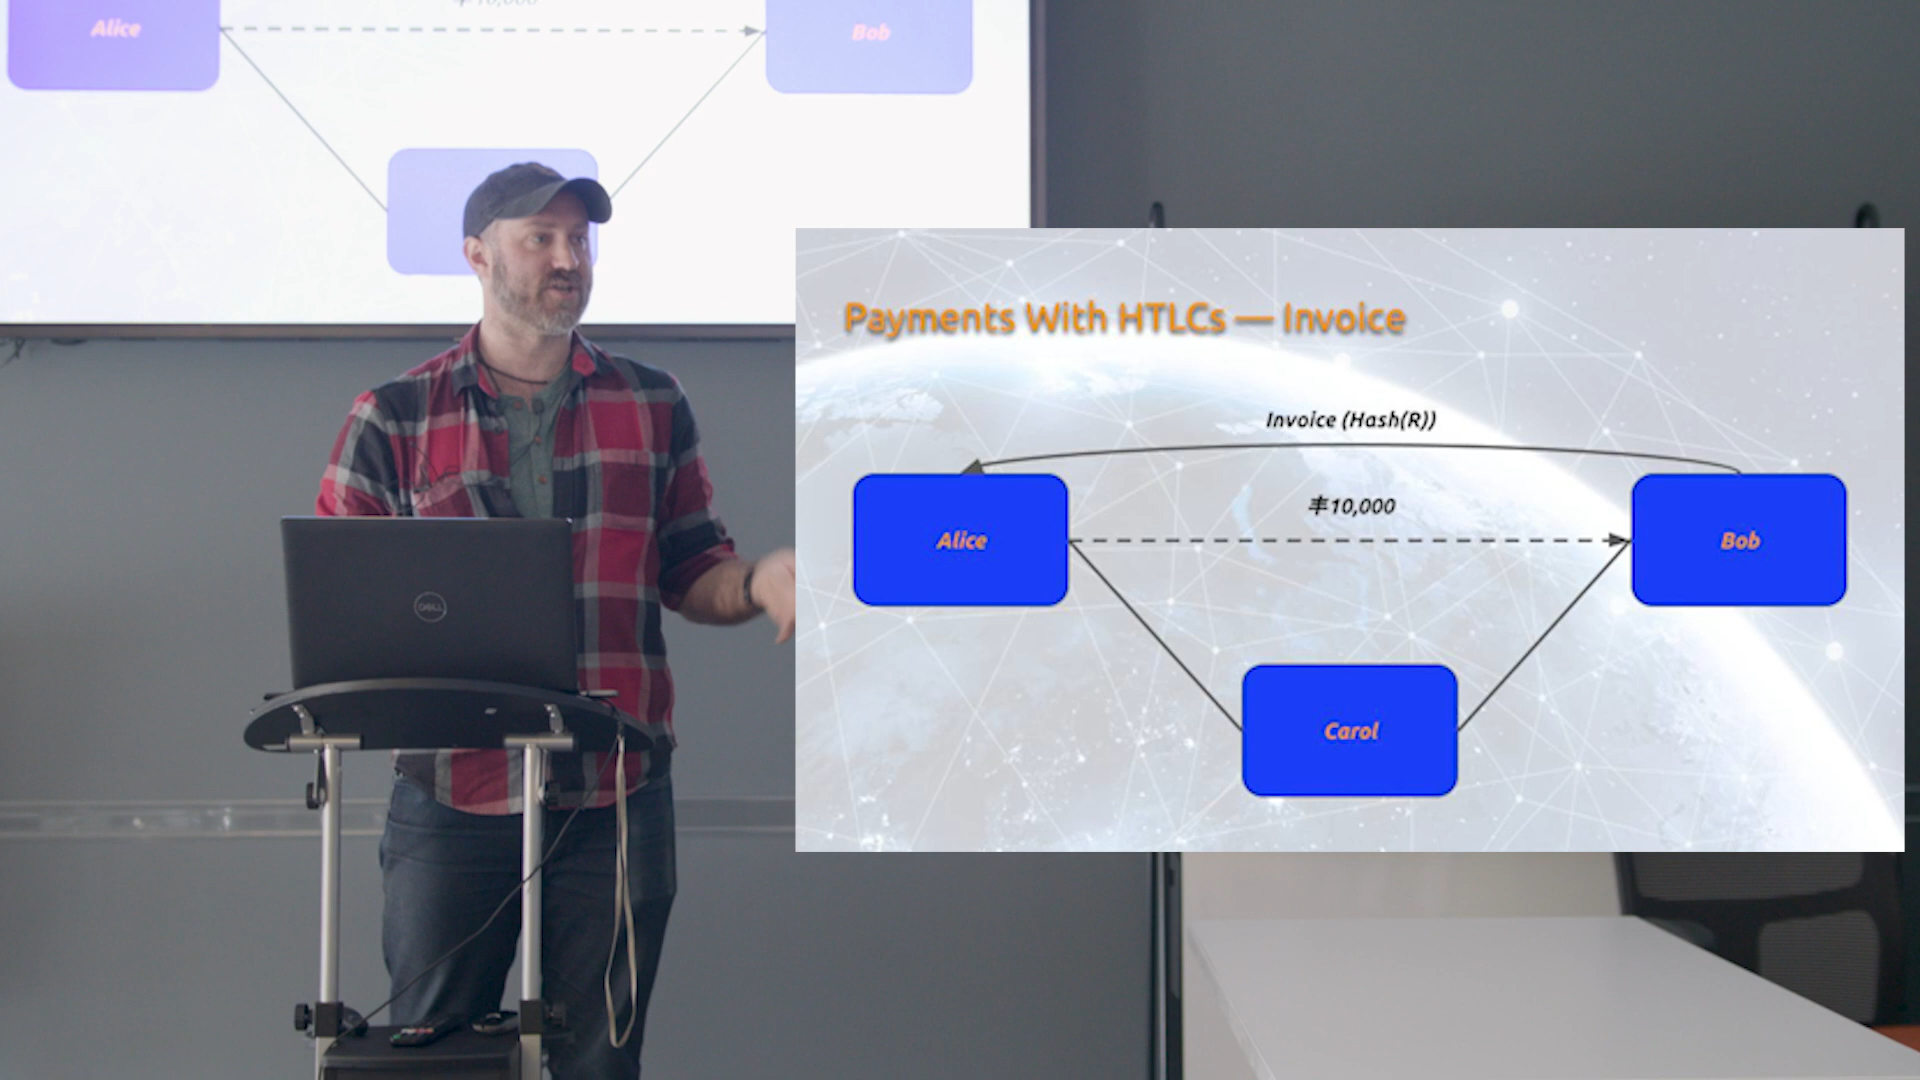 Alice
Bob
Payments With HTLCs — Invoice
Invoice (Hash(R))
丰10,000
Alice
Bob
Carol
DELL